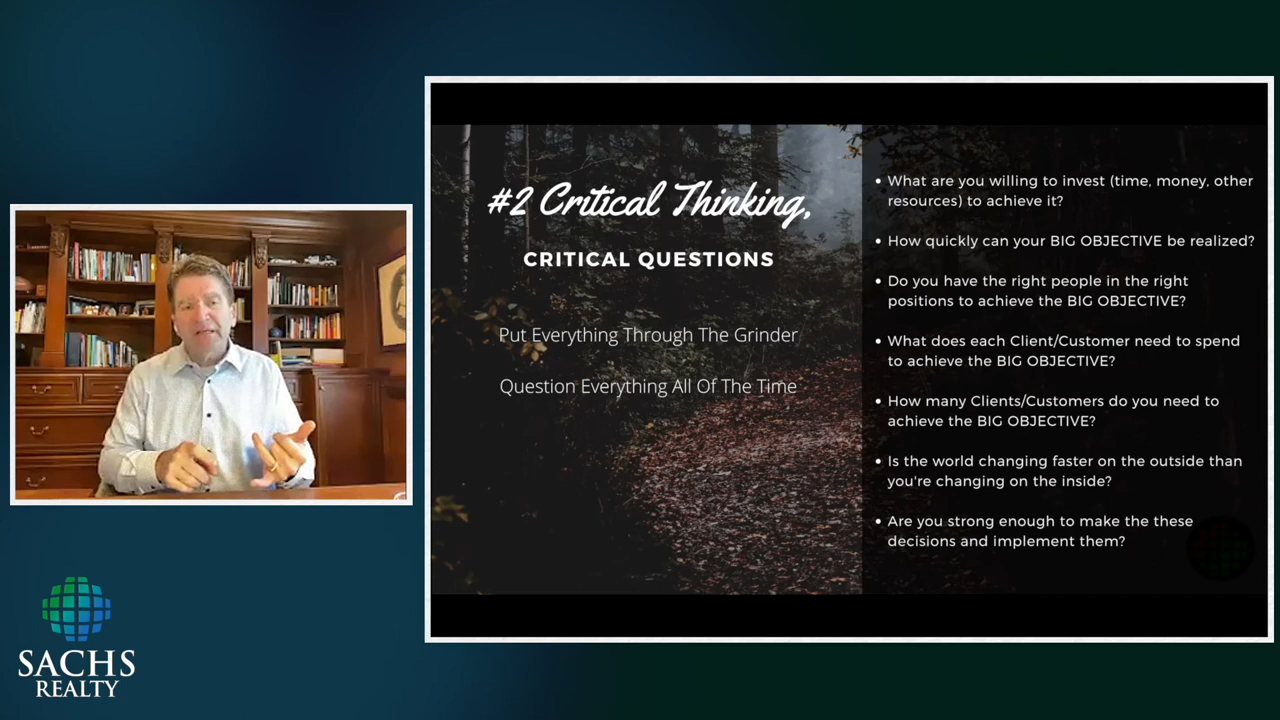 #2 Critical Thinking,
CRITICAL QUESTIONS
Put Everything Through The Grinder
Question Everything All Of The Time
• What are you willing to invest (time, money, other
resources) to achieve it?
• How quickly can your BIG OBJECTIVE be realized?
• Do you have the right people in the right
positions to achieve the BIG OBJECTIVE?
• What does each Client/Customer need to spend
to achieve the BIG OBJECTIVE?
• How many Clients/Customers do you need to
achieve the BIG OBJECTIVE?
• Is the world changing faster on the outside than
you're changing on the inside?
• Are you strong enough to make the these
decisions and implement them?
SACHS
REALTY